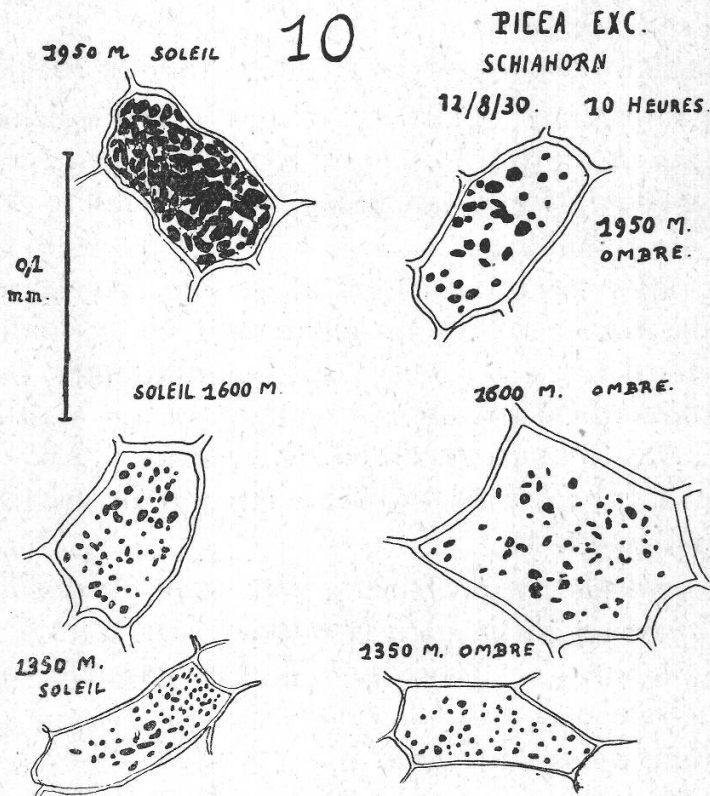 10
PICEA EXC.
SCHIAHORN
12/8/30. 10 HEURES.
1950 M SOLEIL
1950 M.
OMBRE.
0,1
mm.
SOLEIL 1600 M.
1600 M. OMBRE.
1350 M.
SOLEIL
1350 M. OMBRE